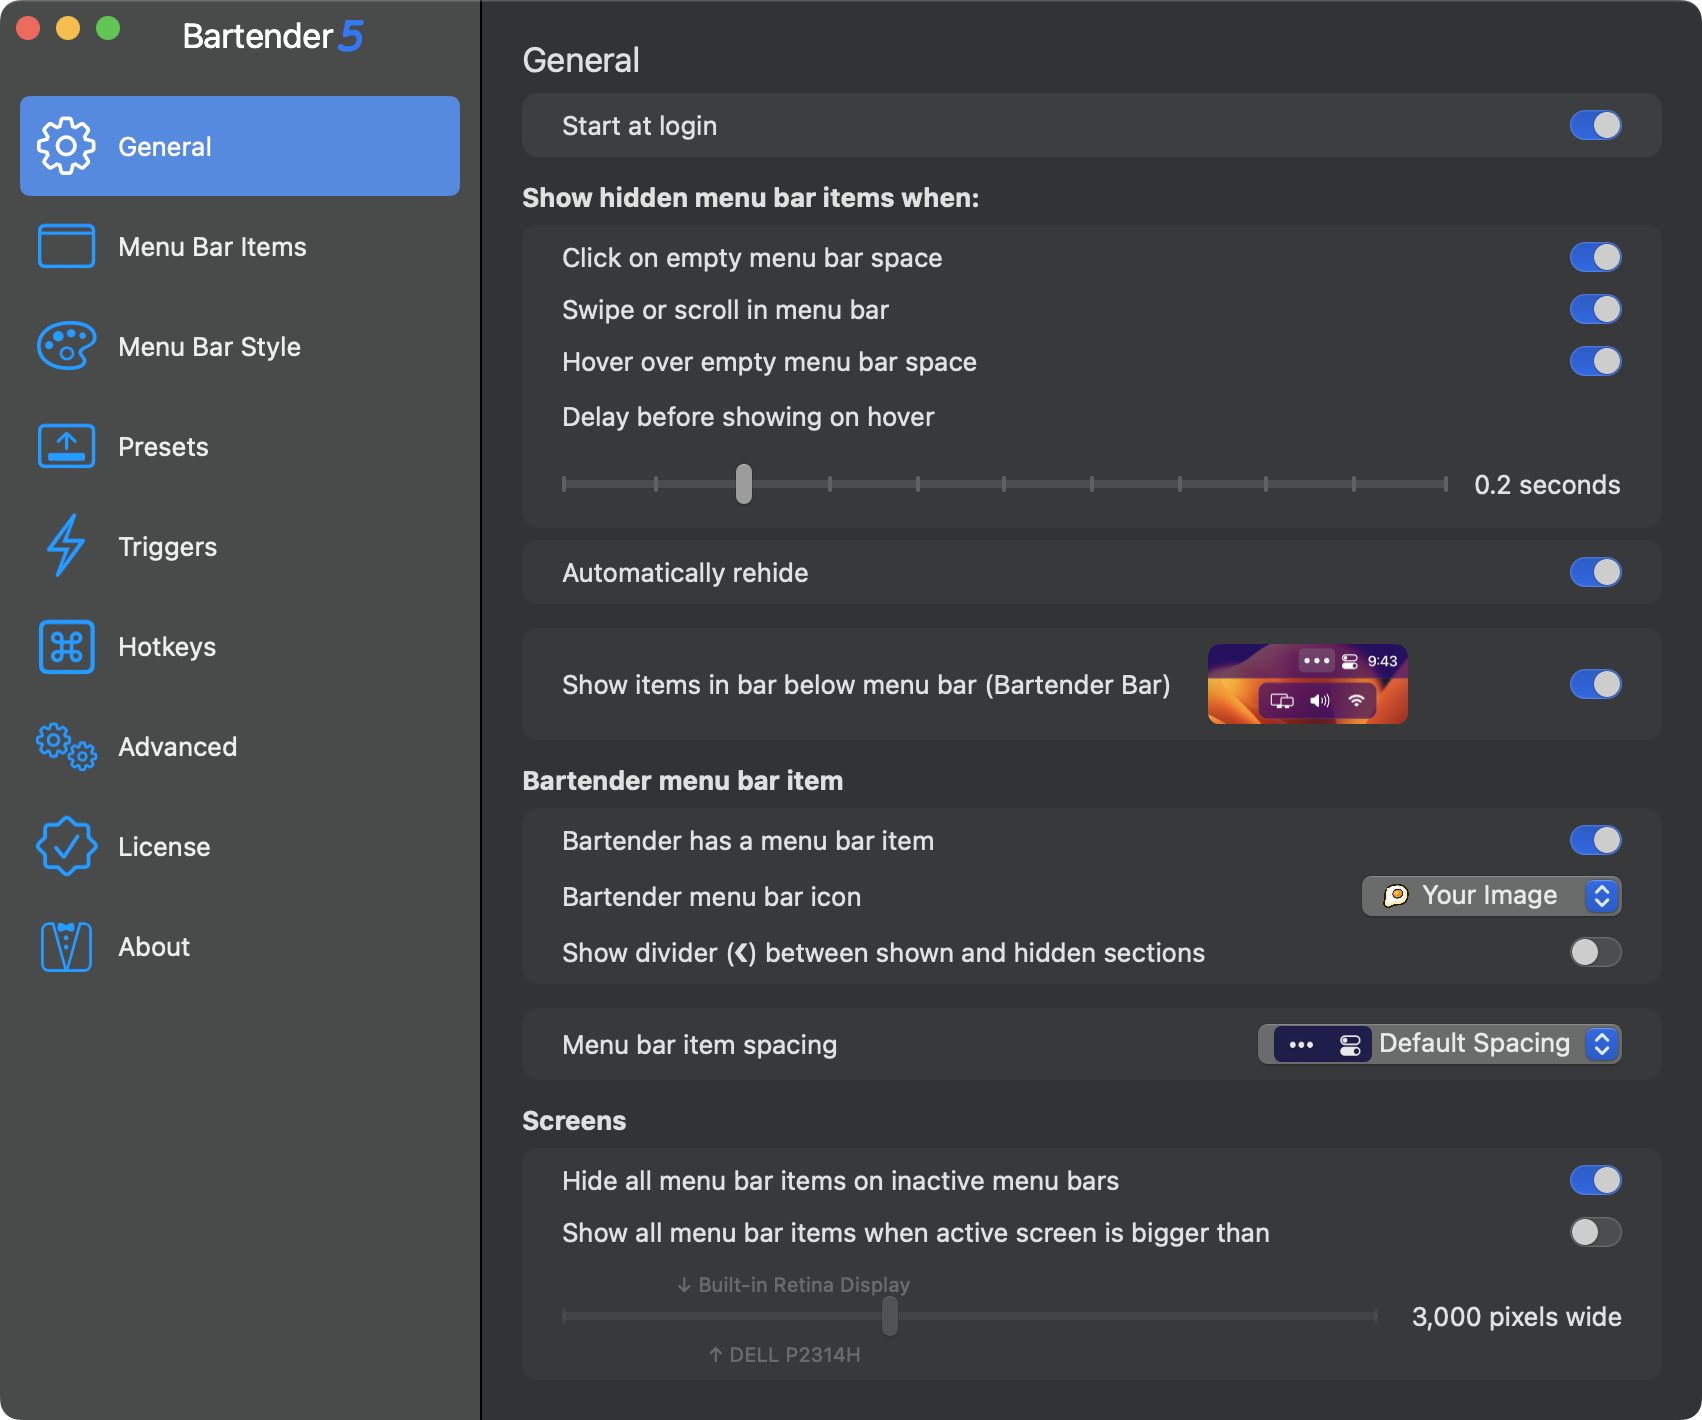 Bartender 5
General
Menu Bar Items
Menu Bar Style
Presets
Triggers
Hotkeys
Advanced
License
About
General
Start at login
Show hidden menu bar items when:
Click on empty menu bar space
Swipe or scroll in menu bar
Hover over empty menu bar space
Delay before showing on hover
0.2 seconds
Automatically rehide
9:43
Show items in bar below menu bar (Bartender Bar)
Bartender menu bar item
Bartender has a menu bar item
Bartender menu bar icon
Your Image
Show divider (❮) between shown and hidden sections
Menu bar item spacing
••• Default Spacing
Screens
Hide all menu bar items on inactive menu bars
Show all menu bar items when active screen is bigger than
↓ Built-in Retina Display
3,000 pixels wide
↑ DELL P2314H